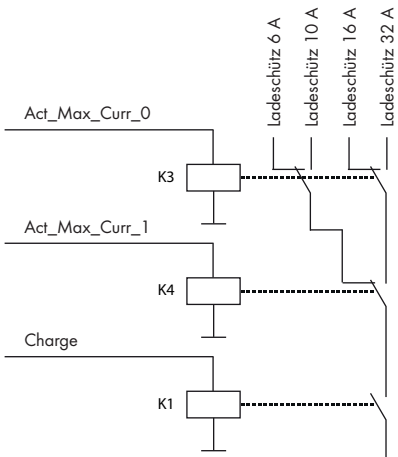 Ladeschütz 6 A
Ladeschütz 10 A
Ladeschütz 16 A
Ladeschütz 32 A
Act_Max_Curr_0
K3
Act_Max_Curr_1
K4
Charge
K1